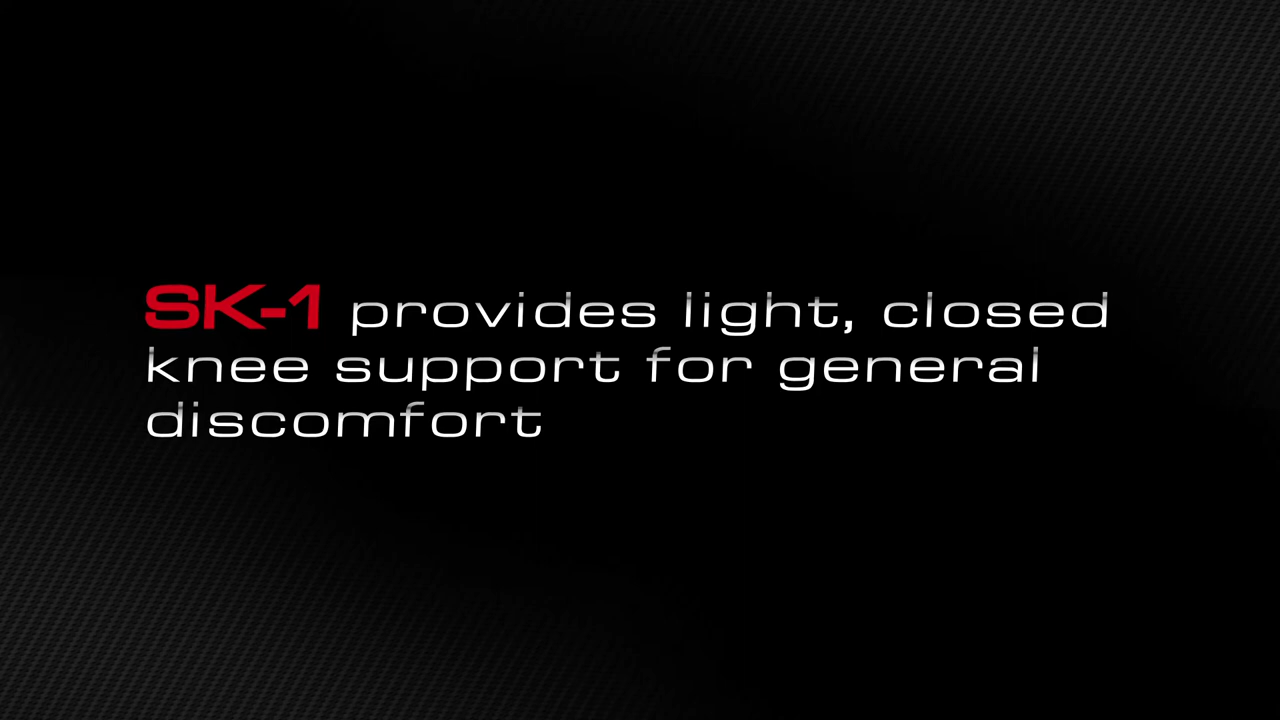 SK-1 provides light, closed
knee support for general
discomfort